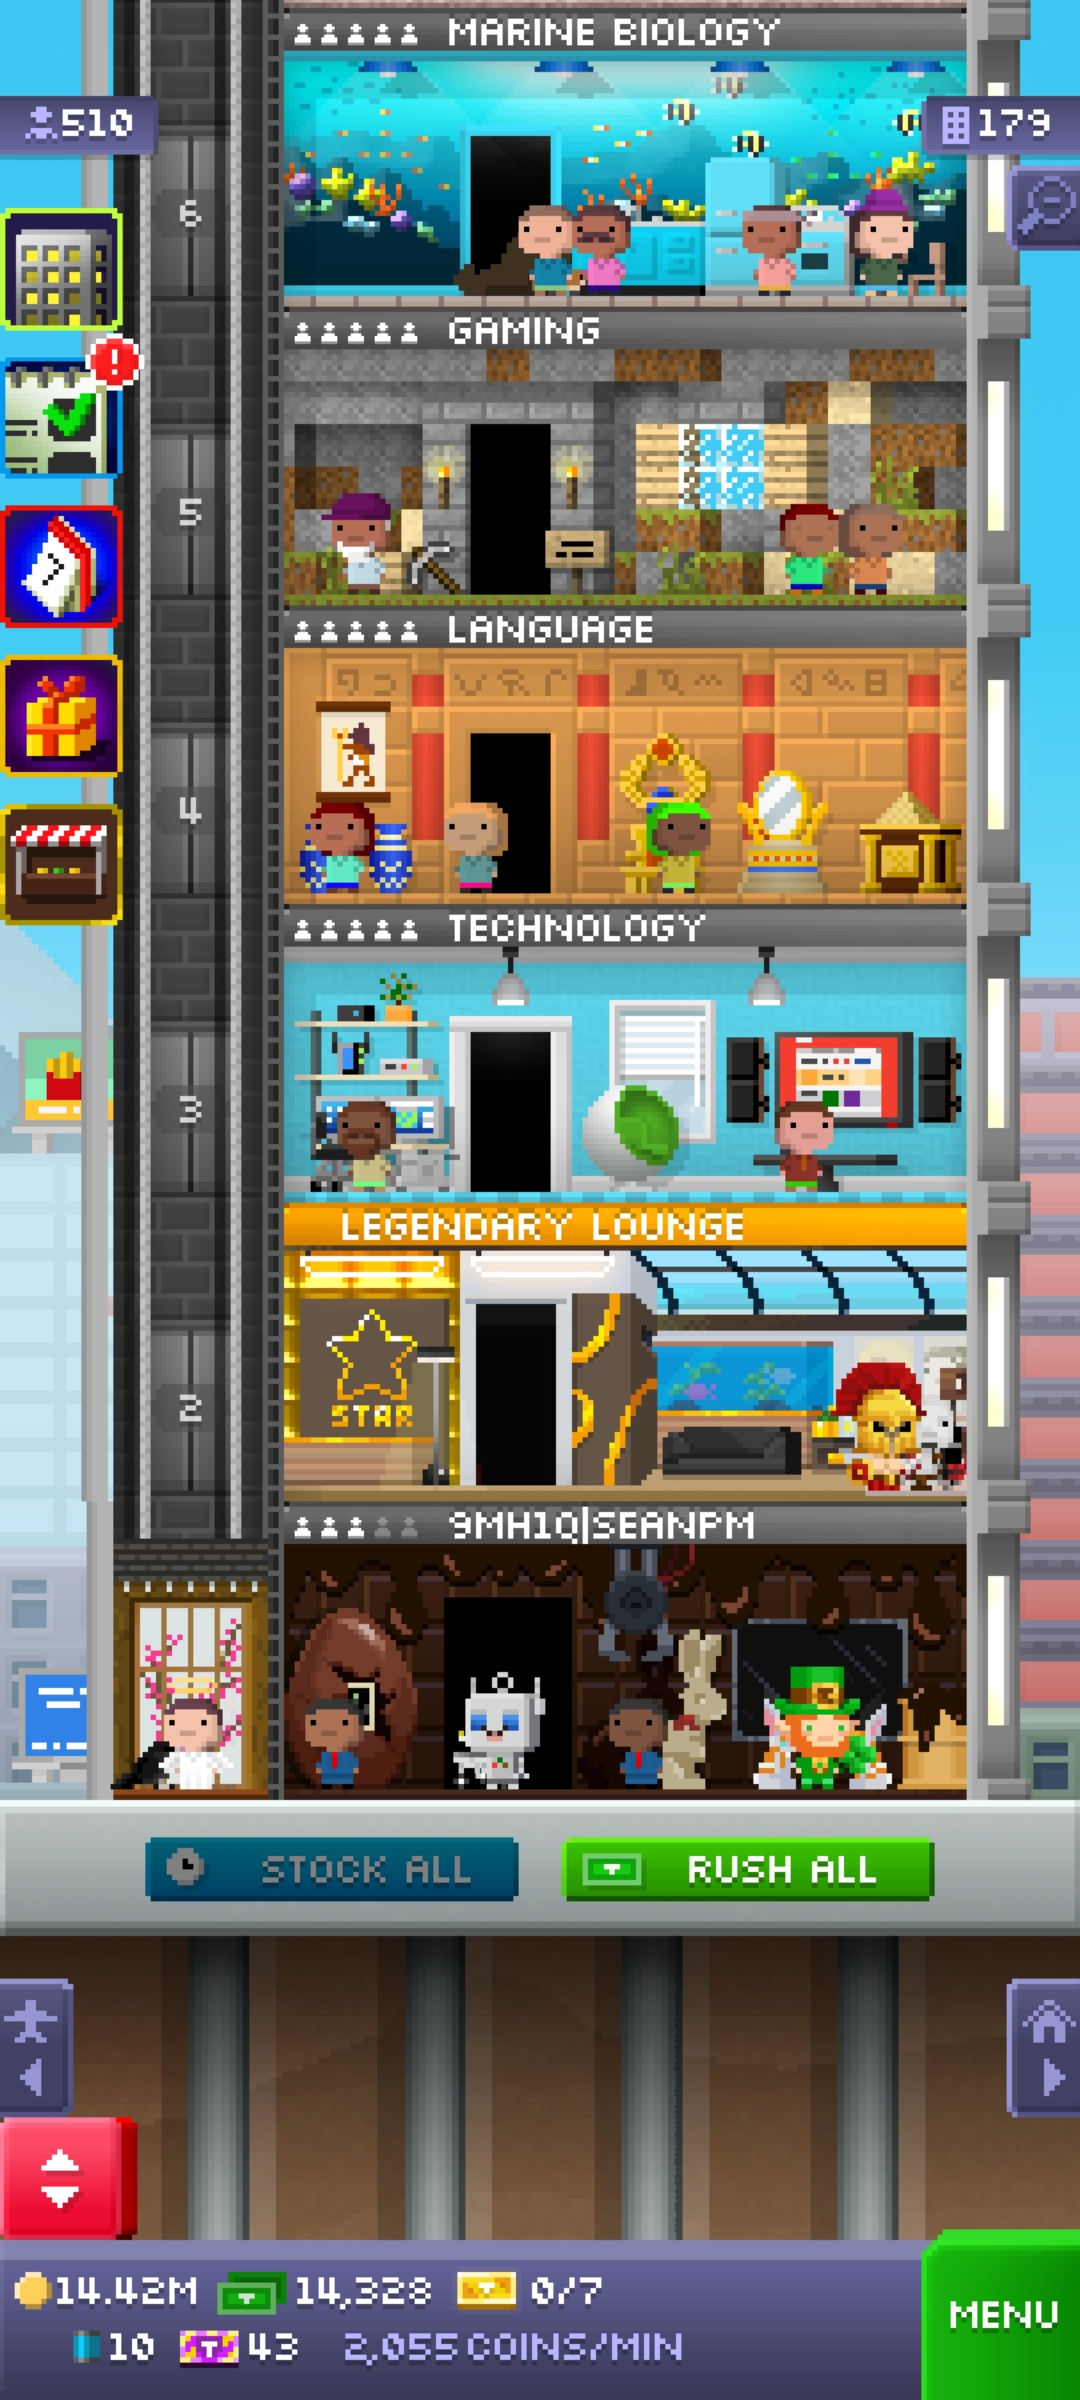 MARINE BIOLOGY
510
179
6
GAMING
5
LANGUAGE
4
TECHNOLOGY
3
LEGENDARY LOUNGE
STAR
2
9MH1Q|SEANPM
STOCK ALL
RUSH ALL
14.42M 14,328 0/7
10 43 2,055 COINS/MIN
MENU